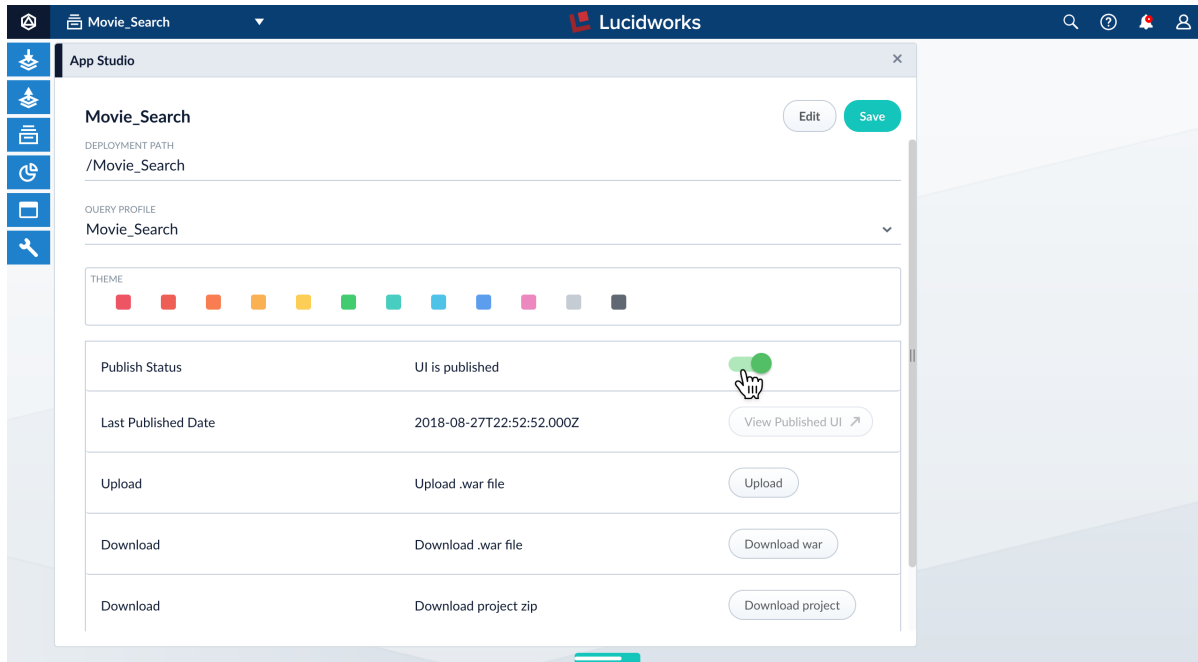 Movie_Search
Lucidworks
App Studio
Movie_Search
Edit
Save
DEPLOYMENT PATH
/Movie_Search
QUERY PROFILE
Movie_Search
THEME
Publish Status
UI is published
Last Published Date
2018-08-27T22:52:52.000Z
View Published UI
Upload
Upload .war file
Upload
Download
Download .war file
Download war
Download
Download project zip
Download project